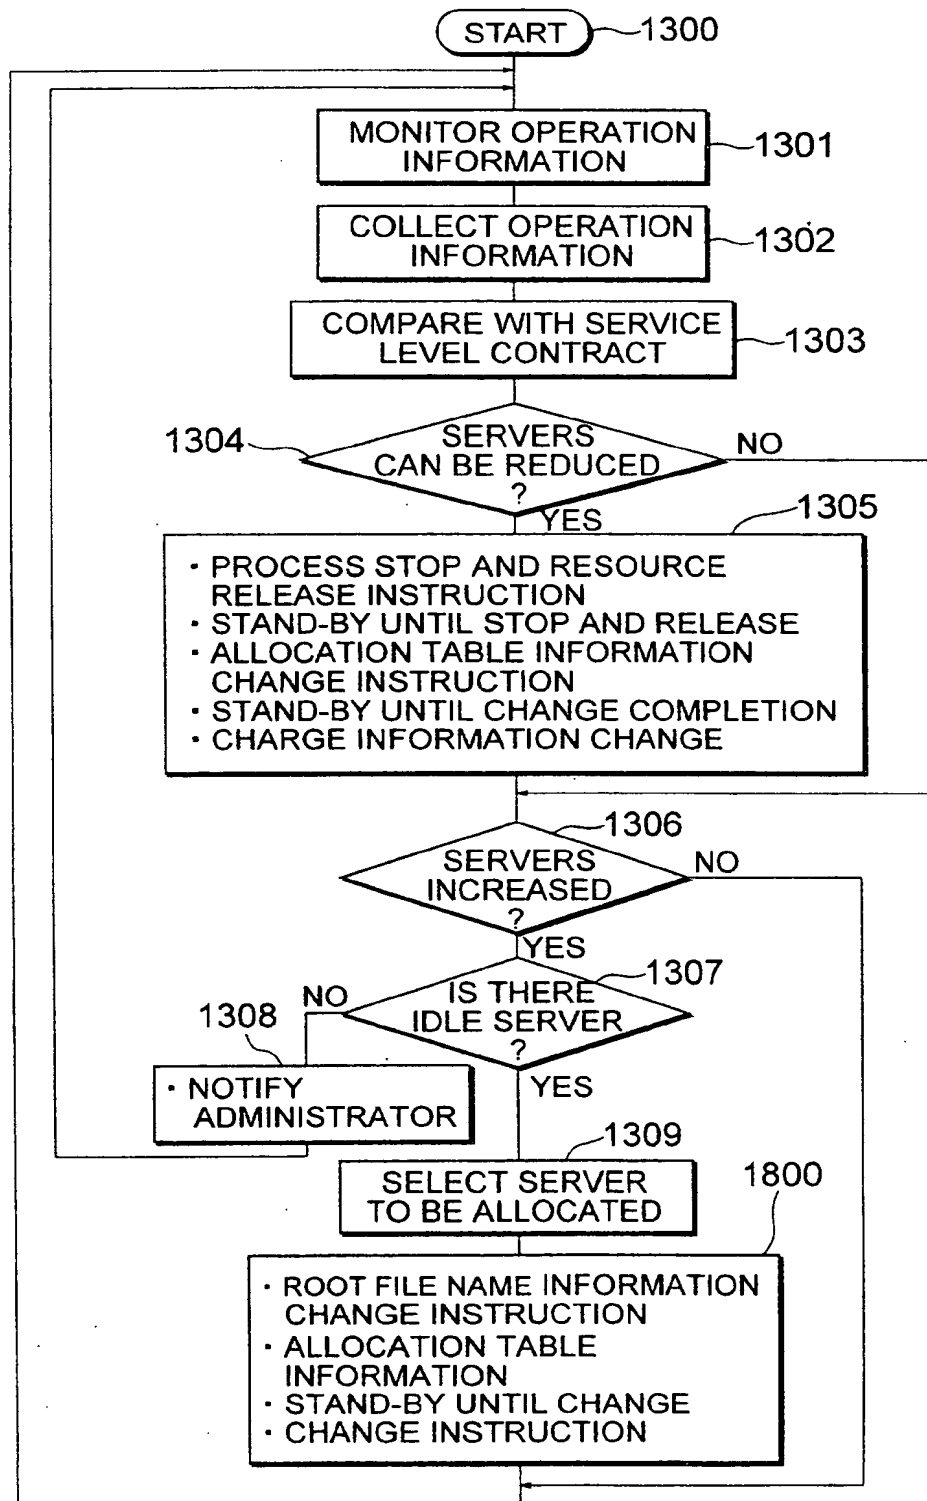 START
1300
MONITOR OPERATION
INFORMATION
1301
COLLECT OPERATION
INFORMATION
1302
COMPARE WITH SERVICE
LEVEL CONTRACT
1303
1304
SERVERS
CAN BE REDUCED
?
NO
YES
1305
· PROCESS STOP AND RESOURCE
RELEASE INSTRUCTION
· STAND-BY UNTIL STOP AND RELEASE
· ALLOCATION TABLE INFORMATION
CHANGE INSTRUCTION
· STAND-BY UNTIL CHANGE COMPLETION
· CHARGE INFORMATION CHANGE
1306
SERVERS
INCREASED
?
NO
YES
1307
IS THERE
IDLE SERVER
?
NO
YES
1308
· NOTIFY
ADMINISTRATOR
1309
SELECT SERVER
TO BE ALLOCATED
1800
· ROOT FILE NAME INFORMATION
CHANGE INSTRUCTION
· ALLOCATION TABLE
INFORMATION
· STAND-BY UNTIL CHANGE
· CHANGE INSTRUCTION